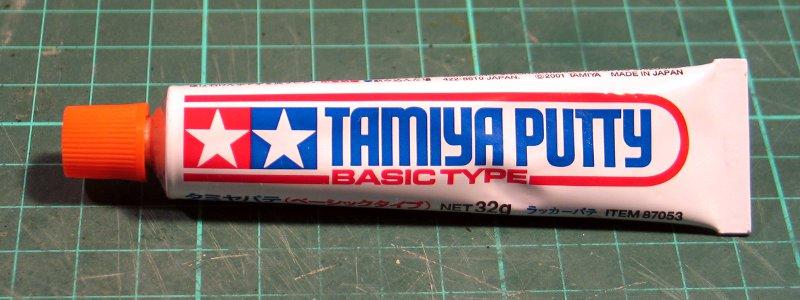 422-8610 JAPAN. ©2001 TAMIYA MADE IN JAPAN
TAMIYA PUTTY
BASIC TYPE
タミヤパテ(ベーシックタイプ) NET 32g ラッカーパテ ITEM 87053